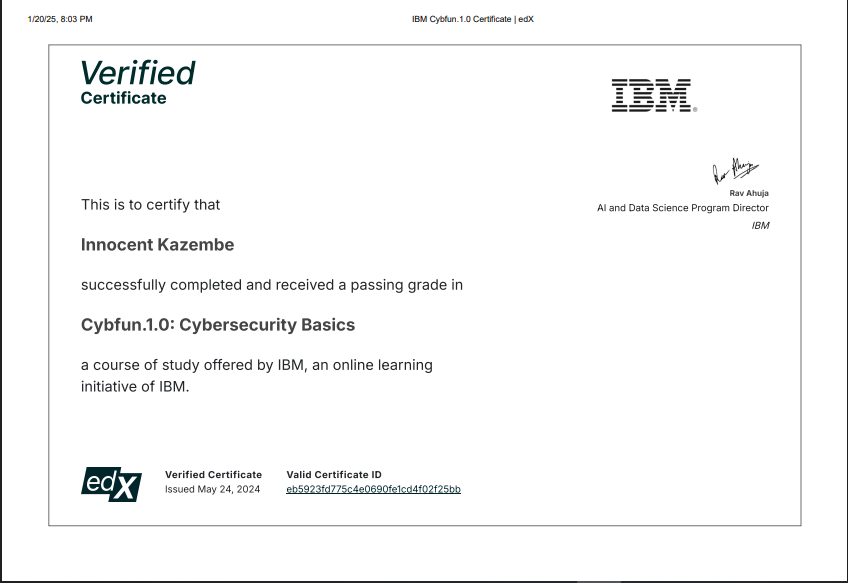 1/20/25, 8:03 PM IBM Cybfun.1.0 Certificate | edX
Verified
Certificate
IBM®
Rav Ahuja
AI and Data Science Program Director
IBM
This is to certify that
Innocent Kazembe
successfully completed and received a passing grade in
Cybfun.1.0: Cybersecurity Basics
a course of study offered by IBM, an online learning
initiative of IBM.
edX
Verified Certificate
Issued May 24, 2024
Valid Certificate ID
eb5923fd775c4e0690fe1cd4f02f25bb